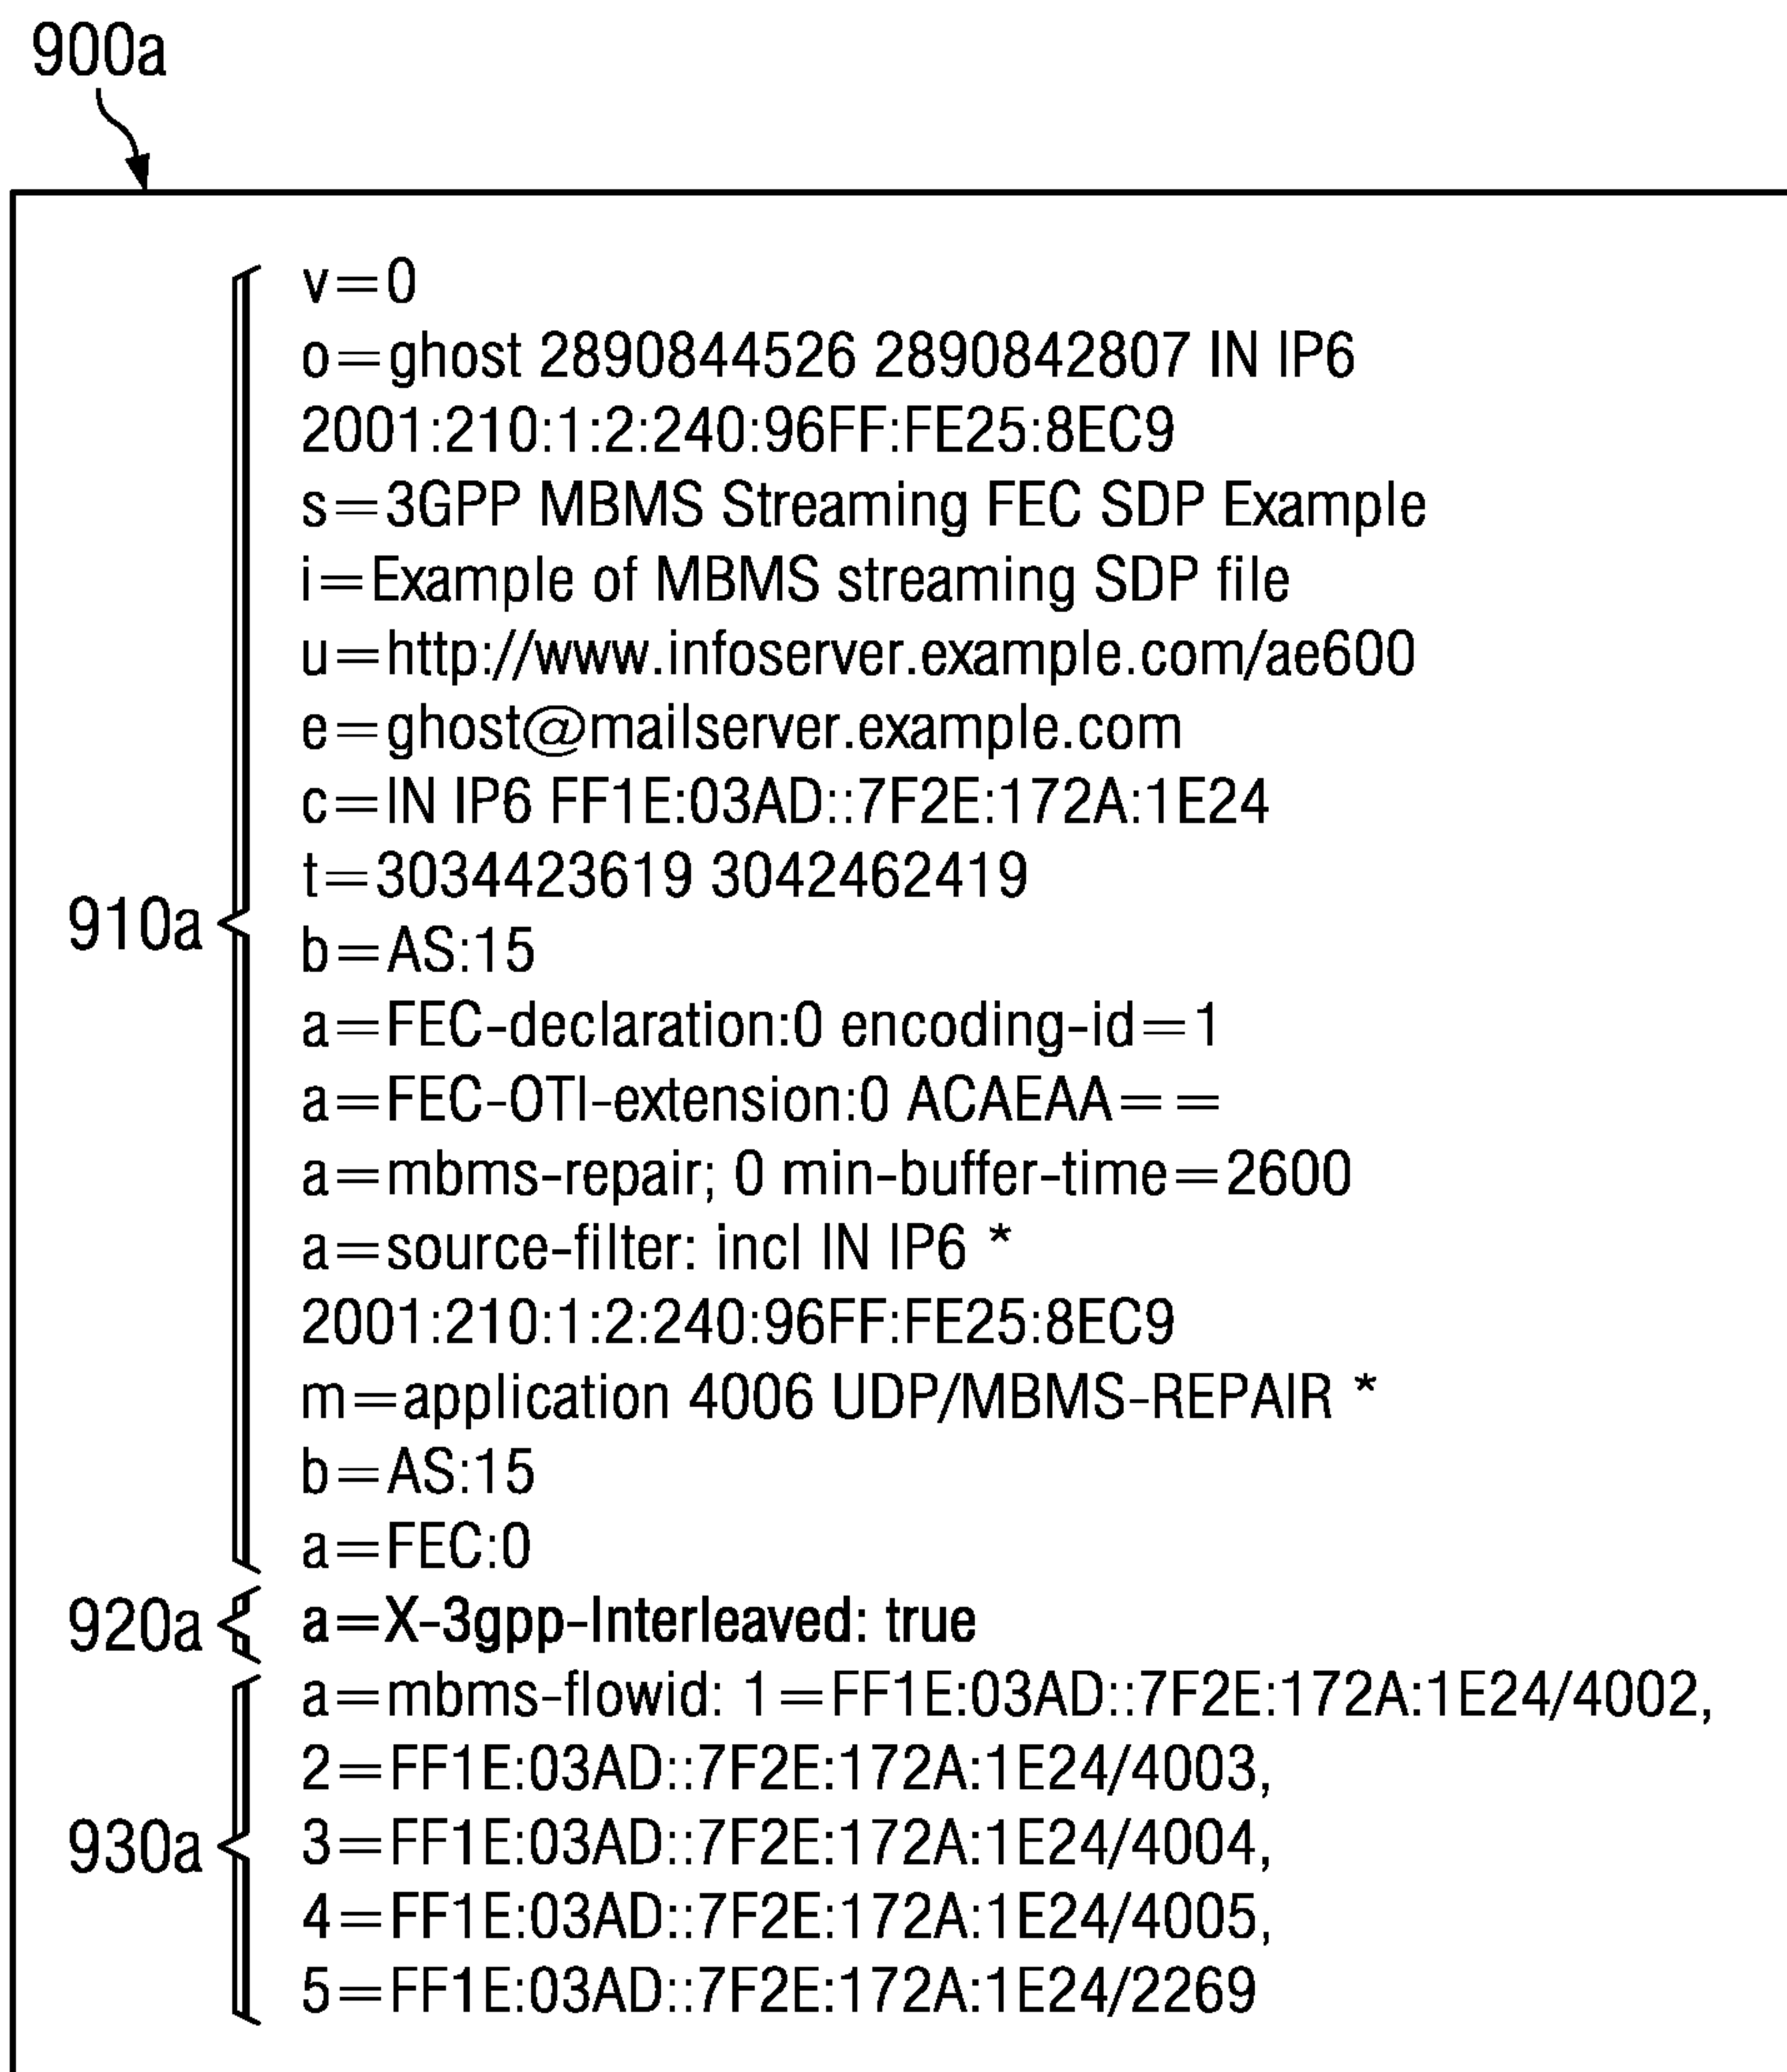 900a
v=0
o=ghost 2890844526 2890842807 IN IP6
2001:210:1:2:240:96FF:FE25:8EC9
s=3GPP MBMS Streaming FEC SDP Example
i=Example of MBMS streaming SDP file
u=http://www.infoserver.example.com/ae600
e=ghost@mailserver.example.com
c=IN IP6 FF1E:03AD::7F2E:172A:1E24
t=3034423619 3042462419
910a
b=AS:15
a=FEC-declaration:0 encoding-id=1
a=FEC-OTI-extension:0 ACAEAA==
a=mbms-repair; 0 min-buffer-time=2600
a=source-filter: incl IN IP6 *
2001:210:1:2:240:96FF:FE25:8EC9
m=application 4006 UDP/MBMS-REPAIR *
b=AS:15
a=FEC:0
920a
a=X-3gpp-Interleaved: true
a=mbms-flowid: 1=FF1E:03AD::7F2E:172A:1E24/4002,
2=FF1E:03AD::7F2E:172A:1E24/4003,
930a
3=FF1E:03AD::7F2E:172A:1E24/4004,
4=FF1E:03AD::7F2E:172A:1E24/4005,
5=FF1E:03AD::7F2E:172A:1E24/2269